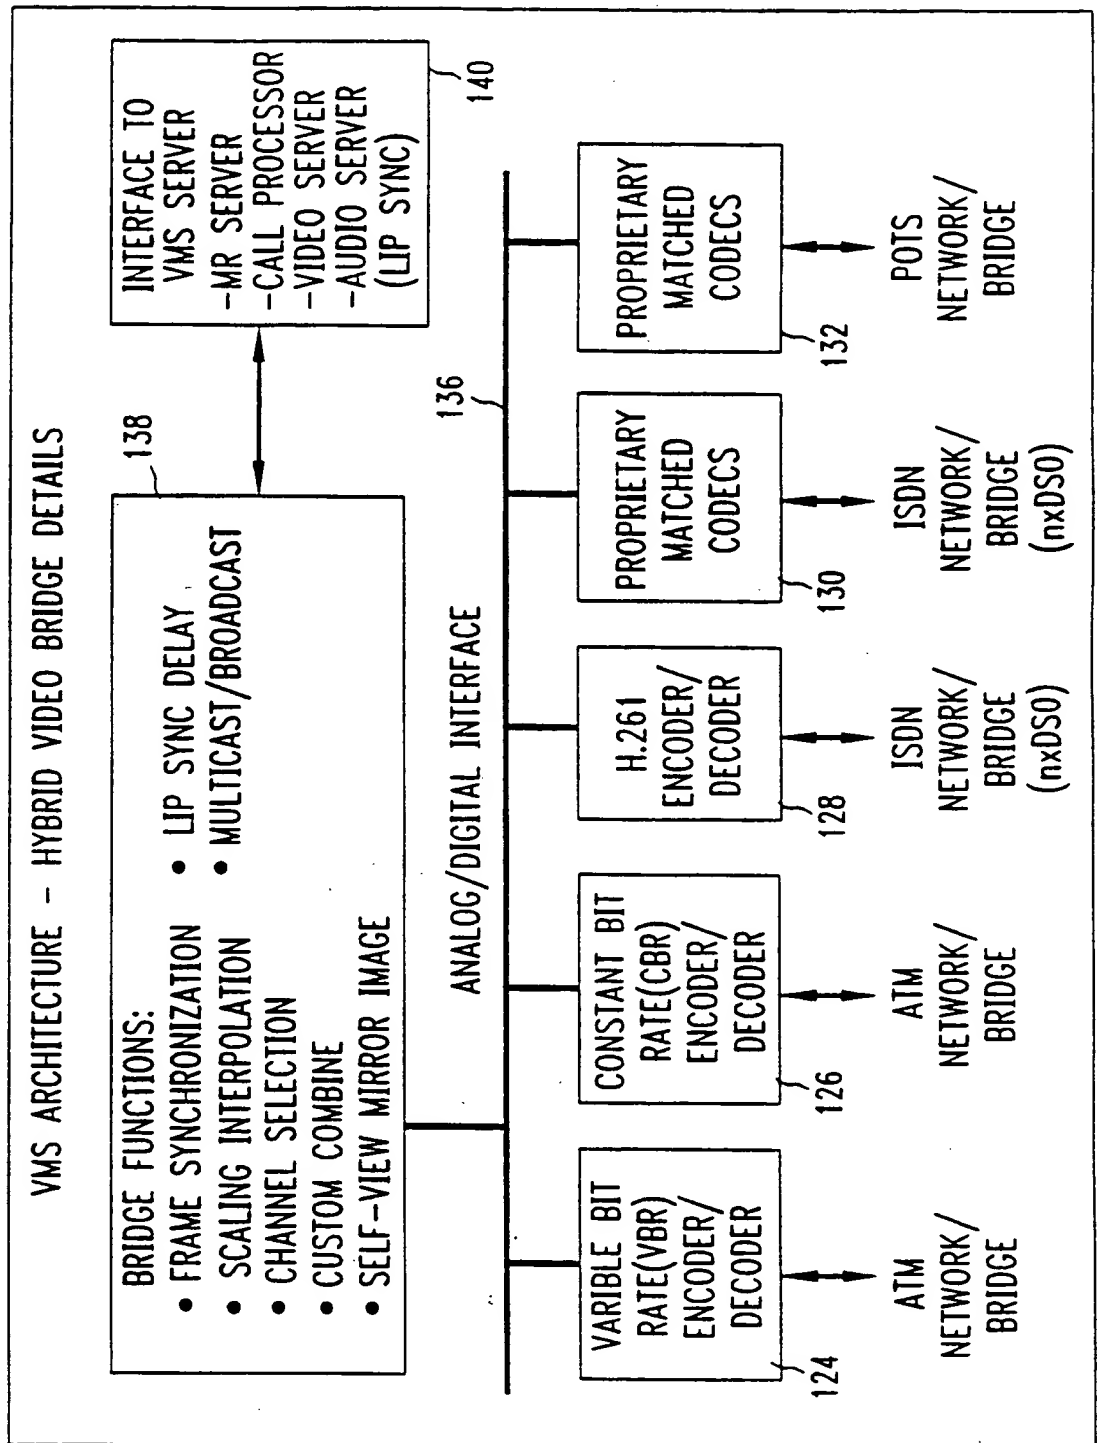 VMS ARCHITECTURE - HYBRID VIDEO BRIDGE DETAILS
138
BRIDGE FUNCTIONS:
• FRAME SYNCHRONIZATION
• SCALING INTERPOLATION
• CHANNEL SELECTION
• CUSTOM COMBINE
• SELF-VIEW MIRROR IMAGE
• LIP SYNC DELAY
• MULTICAST/BROADCAST
INTERFACE TO
VMS SERVER
-MR SERVER
-CALL PROCESSOR
-VIDEO SERVER
-AUDIO SERVER
(LIP SYNC)
140
ANALOG/DIGITAL INTERFACE
136
VARIBLE BIT
RATE(VBR)
ENCODER/
DECODER
124
ATM
NETWORK/
BRIDGE
CONSTANT BIT
RATE(CBR)
ENCODER/
DECODER
126
ATM
NETWORK/
BRIDGE
H.261
ENCODER/
DECODER
128
ISDN
NETWORK/
BRIDGE
(nxDS0)
PROPRIETARY
MATCHED
CODECS
130
ISDN
NETWORK/
BRIDGE
(nxDS0)
PROPRIETARY
MATCHED
CODECS
132
POTS
NETWORK/
BRIDGE